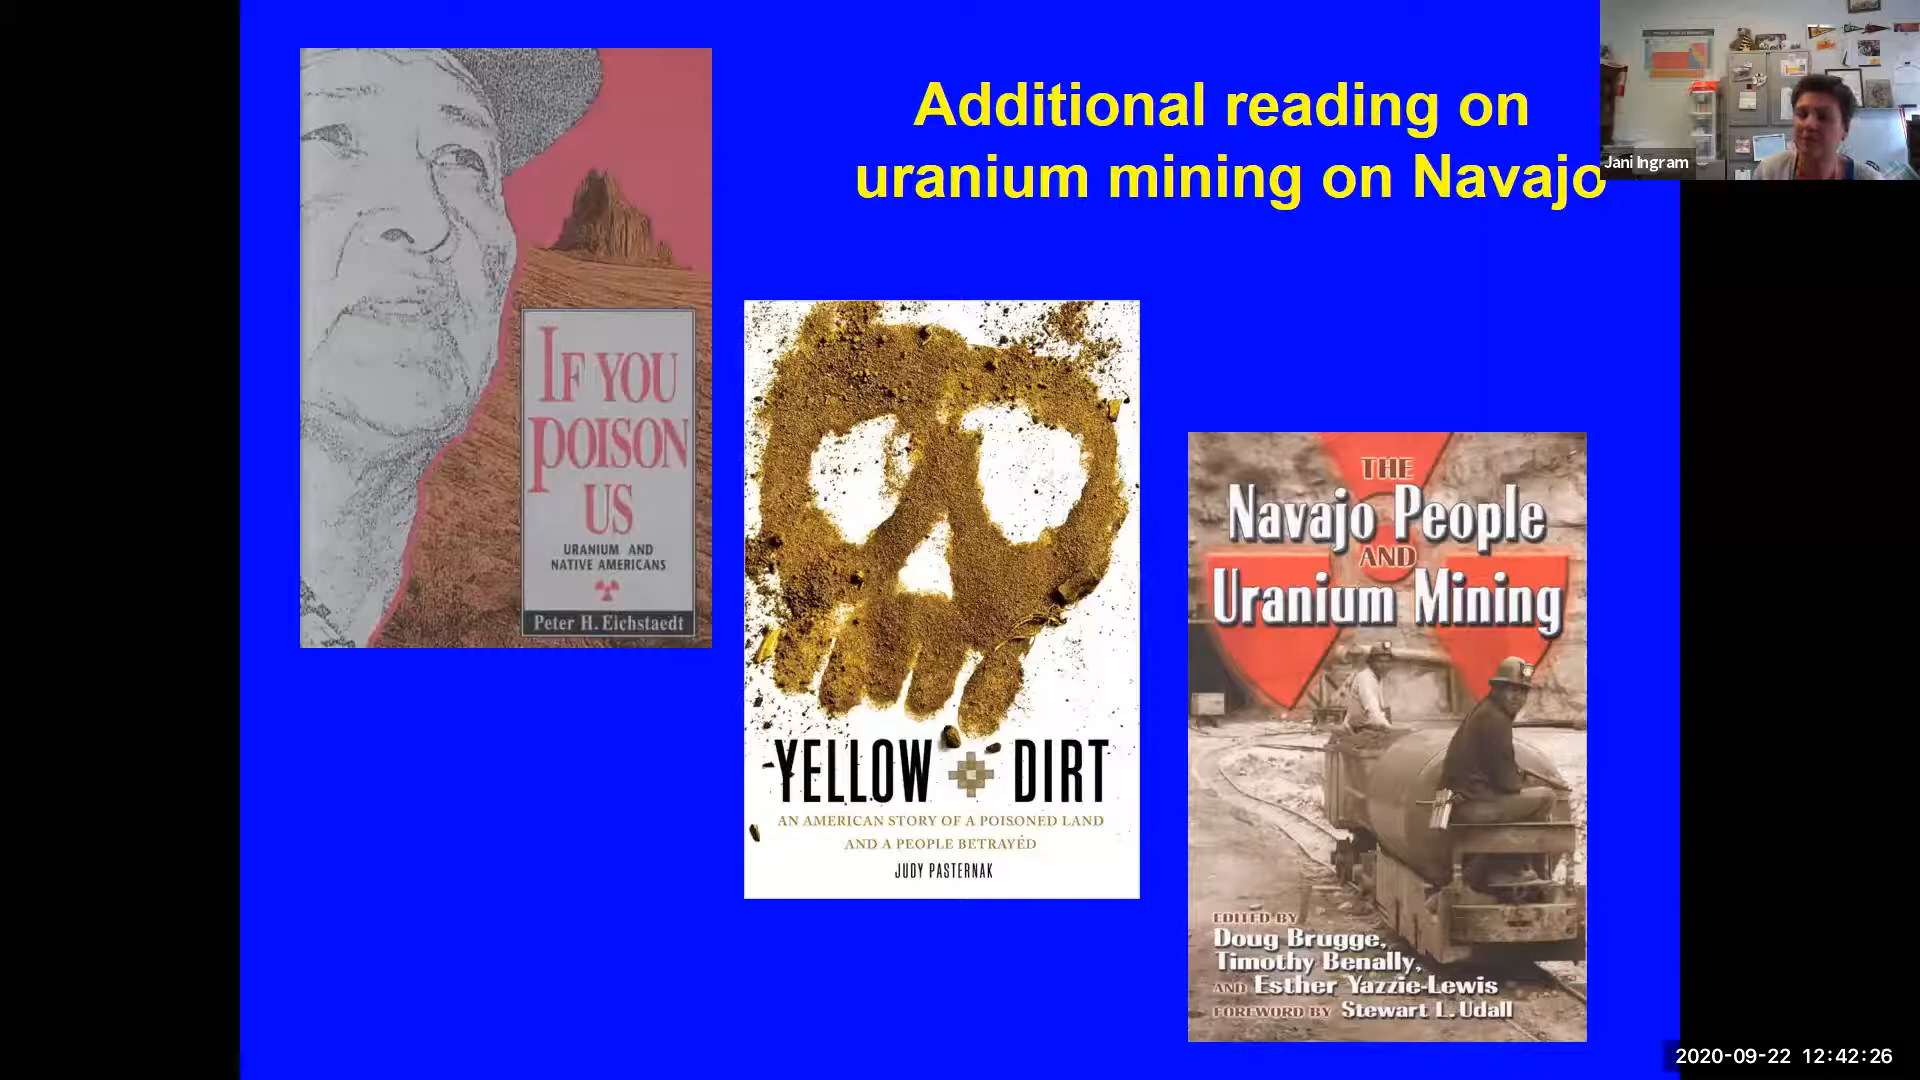 Additional reading on
uranium mining on Navajo
Jani Ingram
IF YOU
POISON
US
URANIUM AND
NATIVE AMERICANS
Peter H. Eichstaedt
YELLOW DIRT
AN AMERICAN STORY OF A POISONED LAND
AND A PEOPLE BETRAYED
JUDY PASTERNAK
THE
Navajo People
AND
Uranium Mining
EDITED BY
Doug Brugge,
Timothy Benally,
AND Esther Yazzie-Lewis
FOREWORD BY Stewart L. Udall
2020-09-22 12:42:26